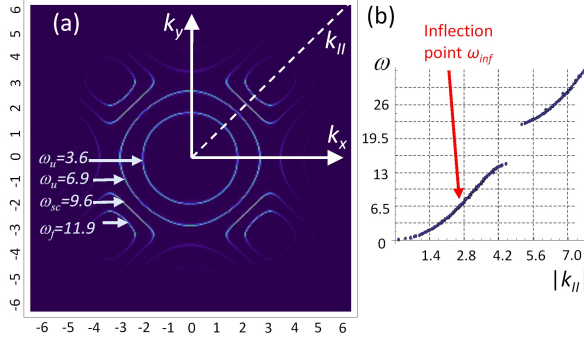 (a)
k_y
k_II
k_x
6
5
4
3
2
1
0
-1
-2
-3
-4
-5
-6
ω_u=3.6
ω_u=6.9
ω_sc=9.6
ω_f=11.9
-6 -5 -4 -3 -2 -1 0 1 2 3 4 5 6
(b)
Inflection
point ω_inf
ω
26
19.5
13
6.5
0
1.4 2.8 4.2 5.6 7.0
|k_II|